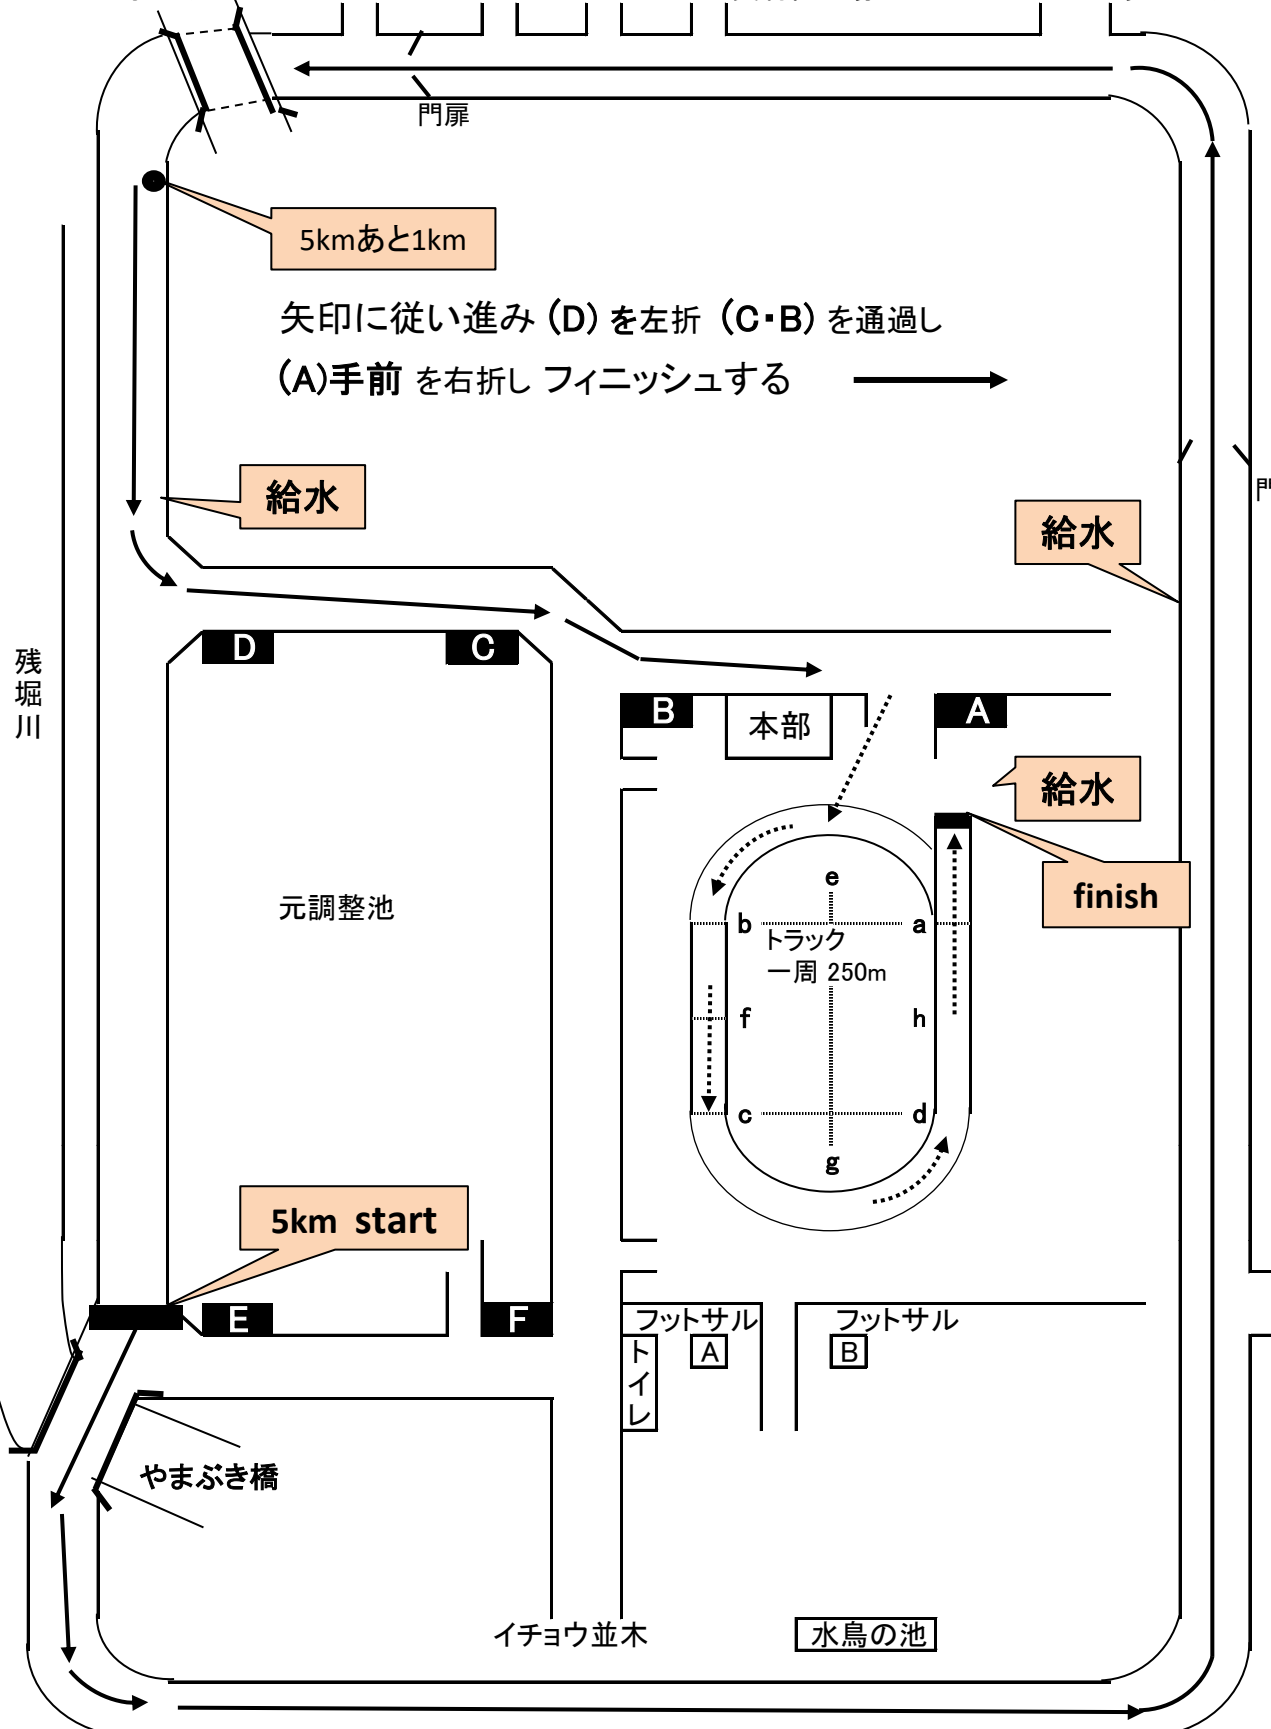 門扉
5kmあと1km
矢印に従い進み (D) を左折 (C・B) を通過し
(A)手前 を右折し フィニッシュする
給水
給水
残堀川
D
C
B
本部
A
給水
finish
元調整池
e
b
a
トラック
一周 250m
f
h
c
d
g
5km start
E
F
フットサル
フットサル
トイレ
A
B
やまぶき橋
イチョウ並木
水鳥の池